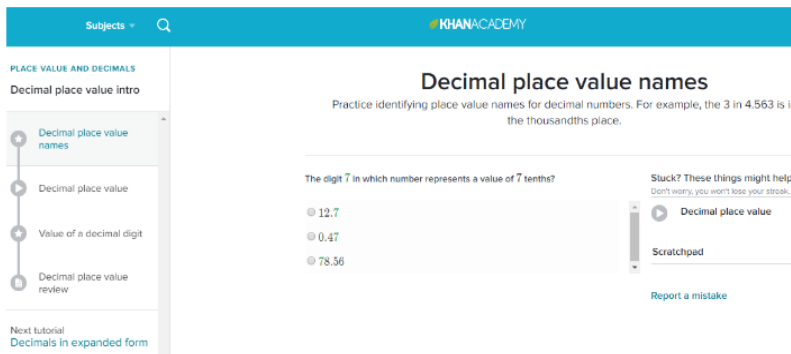 Subjects
KHANACADEMY
PLACE VALUE AND DECIMALS
Decimal place value intro
Decimal place value
names
Decimal place value
Value of a decimal digit
Decimal place value
review
Next tutorial
Decimals in expanded form
Decimal place value names
Practice identifying place value names for decimal numbers. For example, the 3 in 4.563 is i
the thousandths place.
The digit 7 in which number represents a value of 7 tenths?
12.7
0.47
78.56
Stuck? These things might help
Don't worry, you won't lose your streak.
Decimal place value
Scratchpad
Report a mistake